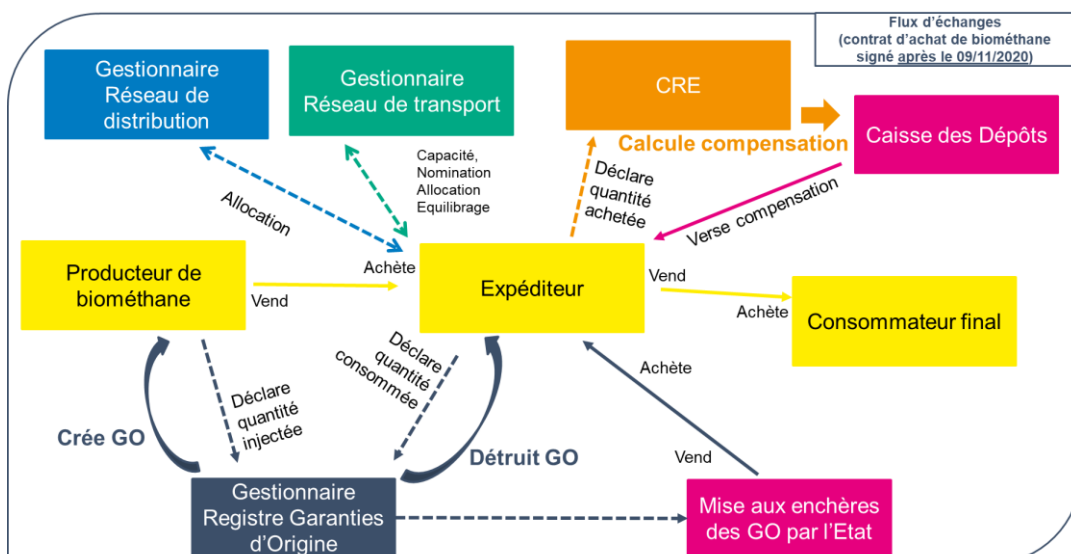 Flux d'échanges
(contrat d'achat de biométhane
signé après le 09/11/2020)
Gestionnaire
Réseau de
distribution
Gestionnaire
Réseau de transport
CRE
Caisse des Dépôts
Calcule compensation
Capacité,
Nomination
Allocation
Equilibrage
Allocation
Déclare
quantité
achetée
Verse compensation
Producteur de
biométhane
Vend
Achète
Expéditeur
Vend
Achète
Consommateur final
Déclare
quantité
injectée
Déclare
quantité
consommée
Achète
Crée GO
Détruit GO
Vend
Gestionnaire
Registre Garanties
d'Origine
Mise aux enchères
des GO par l'Etat